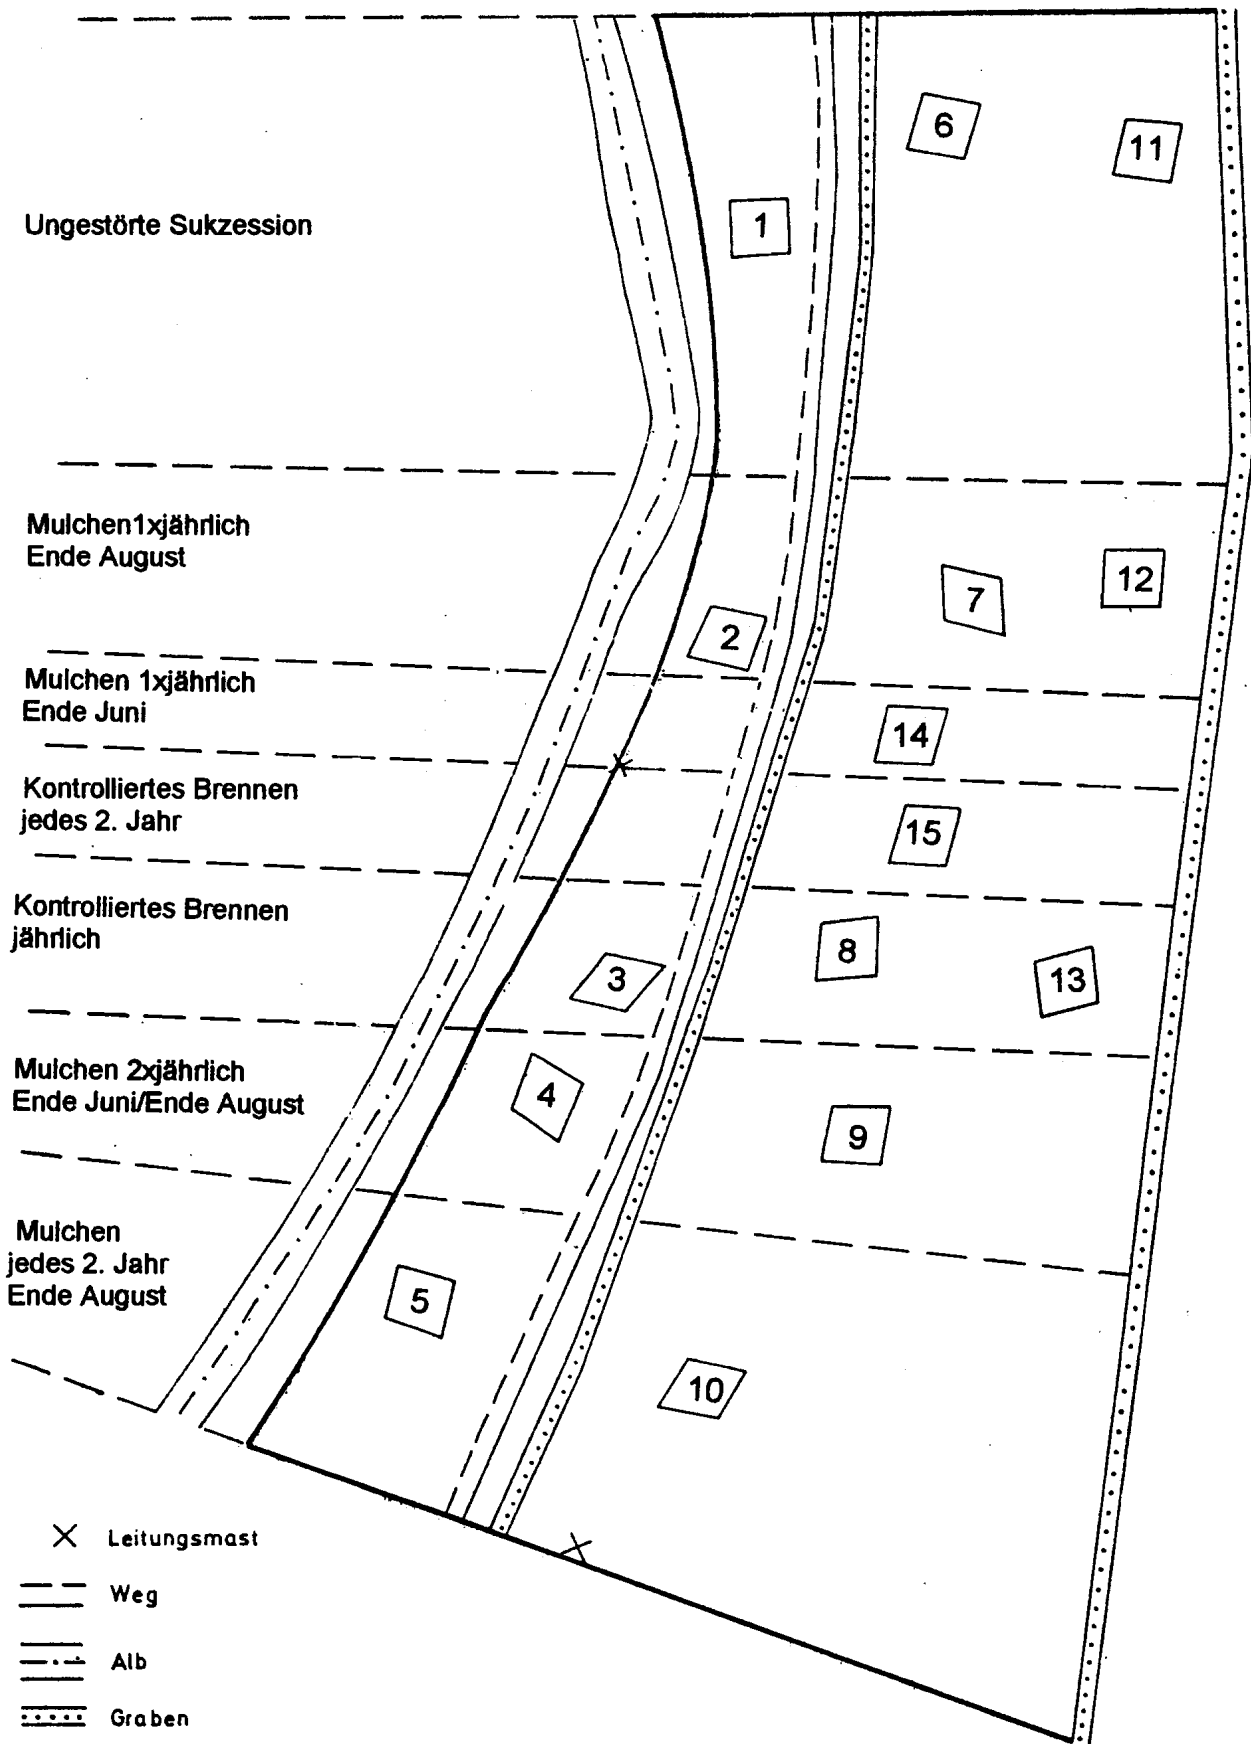 6
11
1
Ungestörte Sukzession
Mulchen1xjährlich
Ende August
12
7
2
Mulchen 1xjährlich
Ende Juni
14
Kontrolliertes Brennen
jedes 2. Jahr
15
Kontrolliertes Brennen
jährlich
8
3
13
Mulchen 2xjährlich
Ende Juni/Ende August
4
9
Mulchen
jedes 2. Jahr
Ende August
5
10
Leitungsmast
Weg
Alb
Graben